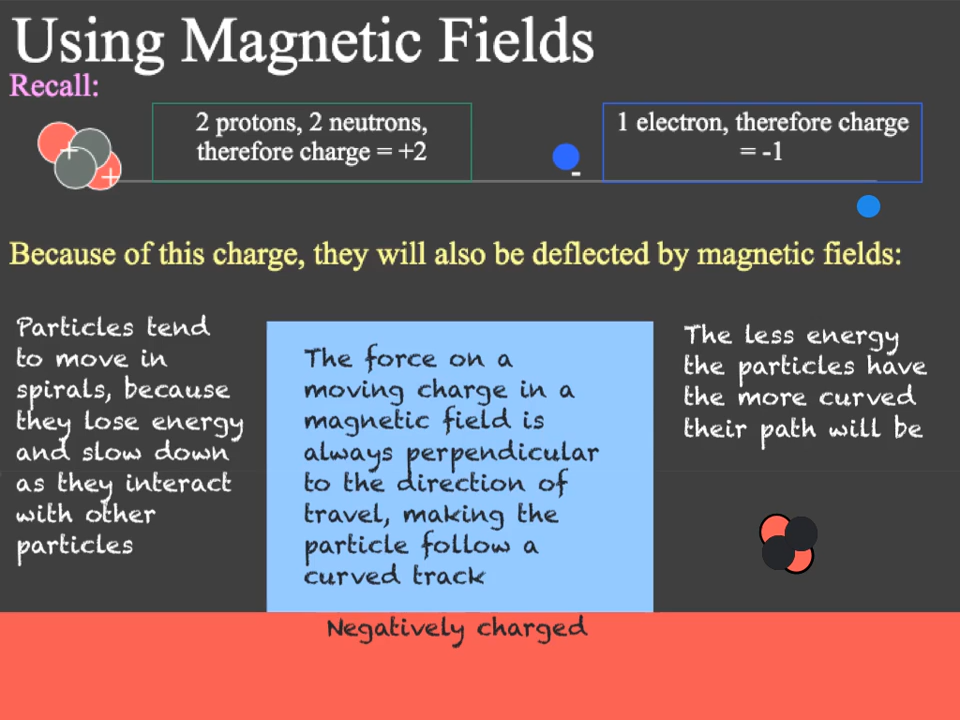 Using Magnetic Fields
Recall:
2 protons, 2 neutrons,
therefore charge = +2
1 electron, therefore charge
= -1
+
+
-
Because of this charge, they will also be deflected by magnetic fields:
Particles tend
to move in
spirals, because
they lose energy
and slow down
as they interact
with other
particles
The force on a
moving charge in a
magnetic field is
always perpendicular
to the direction of
travel, making the
particle follow a
curved track
The less energy
the particles have
the more curved
their path will be
Negatively charged